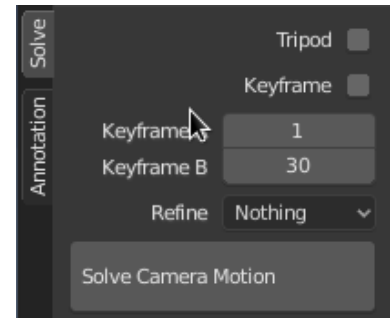 Solve
Annotation
Tripod
Keyframe
Keyframe
1
Keyframe B
30
Refine
Nothing
Solve Camera Motion